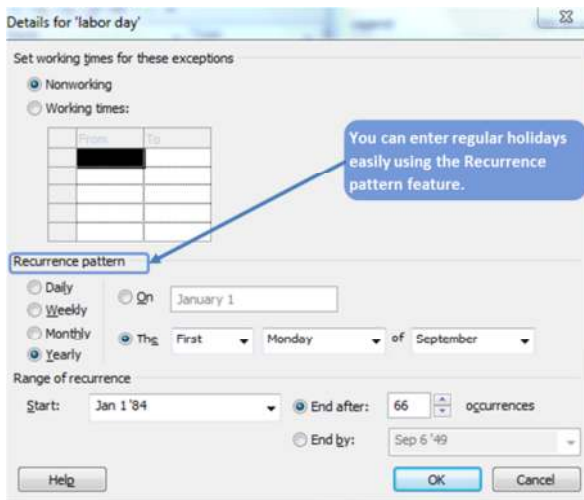 Details for 'labor day'
Set working times for these exceptions
Nonworking
Working times:
From To
You can enter regular holidays
easily using the Recurrence
pattern feature.
Recurrence pattern
Daily
Weekly
Monthly
Yearly
On January 1
The First Monday of September
Range of recurrence
Start: Jan 1 '84 End after: 66 occurrences
End by: Sep 6 '49
Help OK Cancel